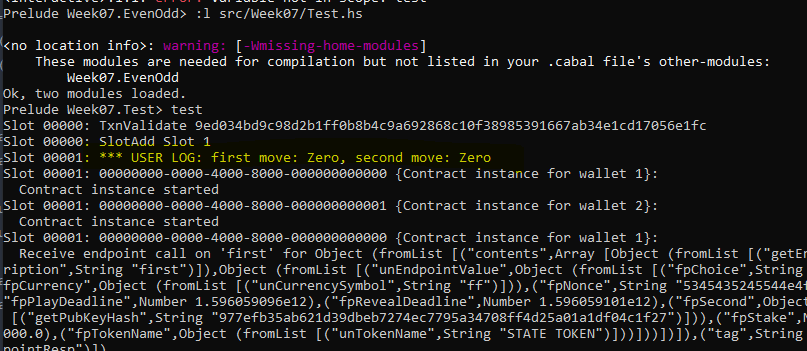 Prelude Week07.EvenOdd> :l src/Week07/Test.hs
<no location info>: warning: [-Wmissing-home-modules]
These modules are needed for compilation but not listed in your .cabal file's other-modules:
Week07.EvenOdd
Ok, two modules loaded.
Prelude Week07.Test> test
Slot 00000: TxnValidate 9ed034bd9c98d2b1ff0b8b4c9a692868c10f38985391667ab34e1cd17056e1fc
Slot 00000: SlotAdd Slot 1
Slot 00001: *** USER LOG: first move: Zero, second move: Zero
Slot 00001: 00000000-0000-4000-8000-000000000000 {Contract instance for wallet 1}:
Contract instance started
Slot 00001: 00000000-0000-4000-8000-000000000001 {Contract instance for wallet 2}:
Contract instance started
Slot 00001: 00000000-0000-4000-8000-000000000000 {Contract instance for wallet 1}:
Receive endpoint call on 'first' for Object (fromList [("contents",Array [Object (fromList [("getEn
ription",String "first")]),Object (fromList [("unEndpointValue",Object (fromList [("fpChoice",String
fpCurrency",Object (fromList [("unCurrencySymbol",String "ff")])),("fpNonce",String "5345435245544e4f
"fpPlayDeadline",Number 1.596059096e12),("fpRevealDeadline",Number 1.596059101e12),("fpSecond",Object
[("getPubKeyHash",String "977efb35ab621d39dbeb7274ec7795a34708ff4d25a01a1df04c1f27")])),("fpStake",N
000.0),("fpTokenName",Object (fromList [("unTokenName",String "STATE TOKEN")]))]))])]),("tag",String
pointResp")])